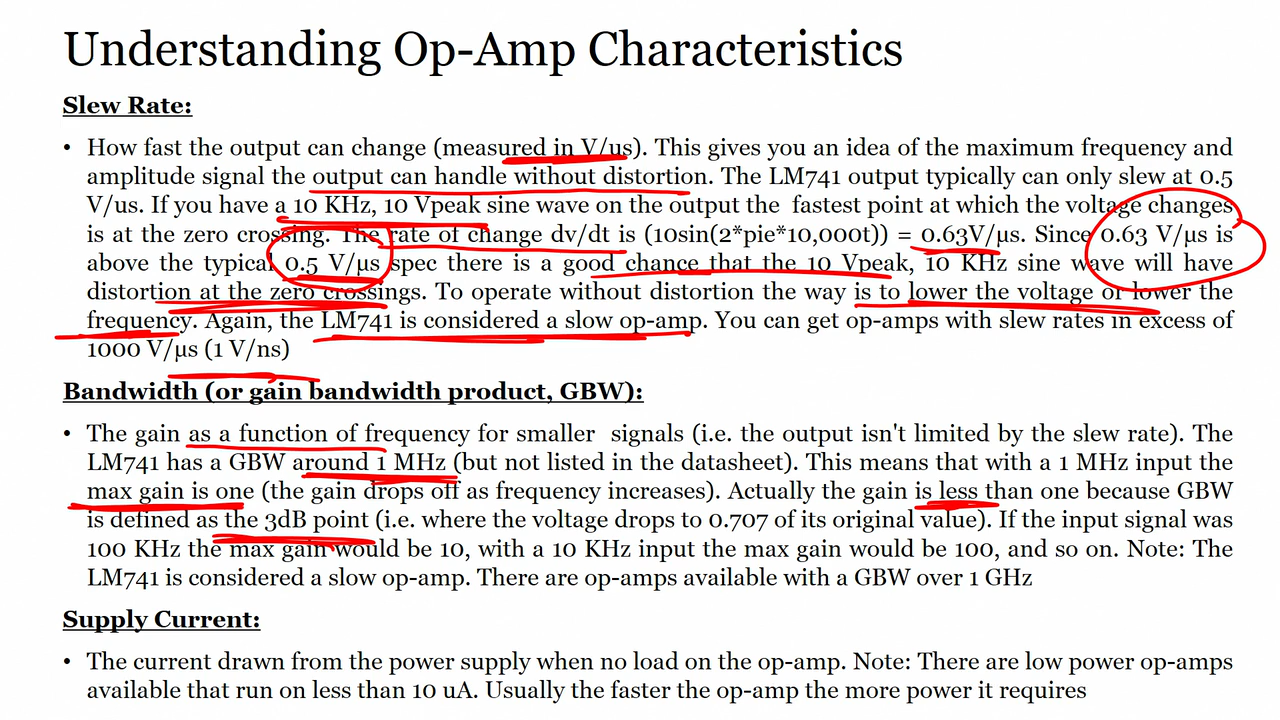 Understanding Op-Amp Characteristics
Slew Rate:
• How fast the output can change (measured in V/us). This gives you an idea of the maximum frequency and
amplitude signal the output can handle without distortion. The LM741 output typically can only slew at 0.5
V/us. If you have a 10 KHz, 10 Vpeak sine wave on the output the fastest point at which the voltage changes
is at the zero crossing. The rate of change dv/dt is (10sin(2*pie*10,000t)) = 0.63V/µs. Since 0.63 V/µs is
above the typical 0.5 V/µs spec there is a good chance that the 10 Vpeak, 10 KHz sine wave will have
distortion at the zero crossings. To operate without distortion the way is to lower the voltage or lower the
frequency. Again, the LM741 is considered a slow op-amp. You can get op-amps with slew rates in excess of
1000 V/µs (1 V/ns)
Bandwidth (or gain bandwidth product, GBW):
• The gain as a function of frequency for smaller signals (i.e. the output isn't limited by the slew rate). The
LM741 has a GBW around 1 MHz (but not listed in the datasheet). This means that with a 1 MHz input the
max gain is one (the gain drops off as frequency increases). Actually the gain is less than one because GBW
is defined as the 3dB point (i.e. where the voltage drops to 0.707 of its original value). If the input signal was
100 KHz the max gain would be 10, with a 10 KHz input the max gain would be 100, and so on. Note: The
LM741 is considered a slow op-amp. There are op-amps available with a GBW over 1 GHz
Supply Current:
• The current drawn from the power supply when no load on the op-amp. Note: There are low power op-amps
available that run on less than 10 uA. Usually the faster the op-amp the more power it requires